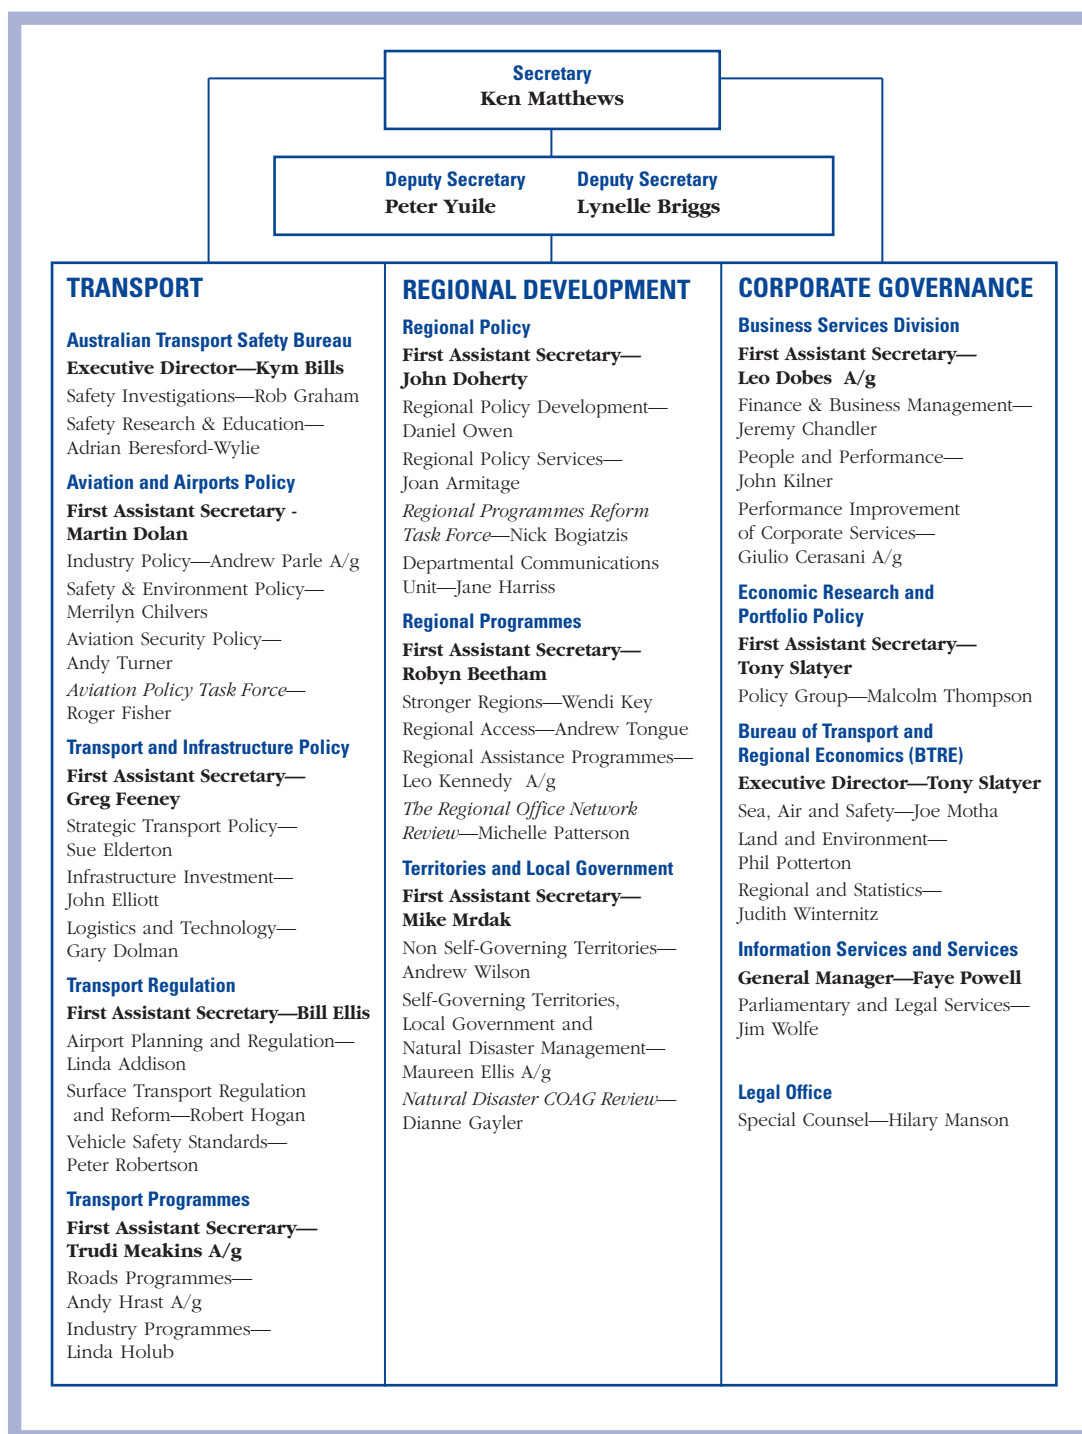 Secretary
Ken Matthews
Deputy Secretary
Peter Yuile
Deputy Secretary
Lynelle Briggs
TRANSPORT
Australian Transport Safety Bureau
Executive Director—Kym Bills
Safety Investigations—Rob Graham
Safety Research & Education—
Adrian Beresford-Wylie
Aviation and Airports Policy
First Assistant Secretary -
Martin Dolan
Industry Policy—Andrew Parle A/g
Safety & Environment Policy—
Merrilyn Chilvers
Aviation Security Policy—
Andy Turner
Aviation Policy Task Force—
Roger Fisher
Transport and Infrastructure Policy
First Assistant Secretary—
Greg Feeney
Strategic Transport Policy—
Sue Elderton
Infrastructure Investment—
John Elliott
Logistics and Technology—
Gary Dolman
Transport Regulation
First Assistant Secretary—Bill Ellis
Airport Planning and Regulation—
Linda Addison
Surface Transport Regulation
and Reform—Robert Hogan
Vehicle Safety Standards—
Peter Robertson
Transport Programmes
First Assistant Secrerary—
Trudi Meakins A/g
Roads Programmes—
Andy Hrast A/g
Industry Programmes—
Linda Holub
REGIONAL DEVELOPMENT
Regional Policy
First Assistant Secretary—
John Doherty
Regional Policy Development—
Daniel Owen
Regional Policy Services—
Joan Armitage
Regional Programmes Reform
Task Force—Nick Bogiatzis
Departmental Communications
Unit—Jane Harriss
Regional Programmes
First Assistant Secretary—
Robyn Beetham
Stronger Regions—Wendi Key
Regional Access—Andrew Tongue
Regional Assistance Programmes—
Leo Kennedy A/g
The Regional Office Network
Review—Michelle Patterson
Territories and Local Government
First Assistant Secretary—
Mike Mrdak
Non Self-Governing Territories—
Andrew Wilson
Self-Governing Territories,
Local Government and
Natural Disaster Management—
Maureen Ellis A/g
Natural Disaster COAG Review—
Dianne Gayler
CORPORATE GOVERNANCE
Business Services Division
First Assistant Secretary—
Leo Dobes A/g
Finance & Business Management—
Jeremy Chandler
People and Performance—
John Kilner
Performance Improvement
of Corporate Services—
Giulio Cerasani A/g
Economic Research and
Portfolio Policy
First Assistant Secretary—
Tony Slatyer
Policy Group—Malcolm Thompson
Bureau of Transport and
Regional Economics (BTRE)
Executive Director—Tony Slatyer
Sea, Air and Safety—Joe Motha
Land and Environment—
Phil Potterton
Regional and Statistics—
Judith Winternitz
Information Services and Services
General Manager—Faye Powell
Parliamentary and Legal Services—
Jim Wolfe
Legal Office
Special Counsel—Hilary Manson